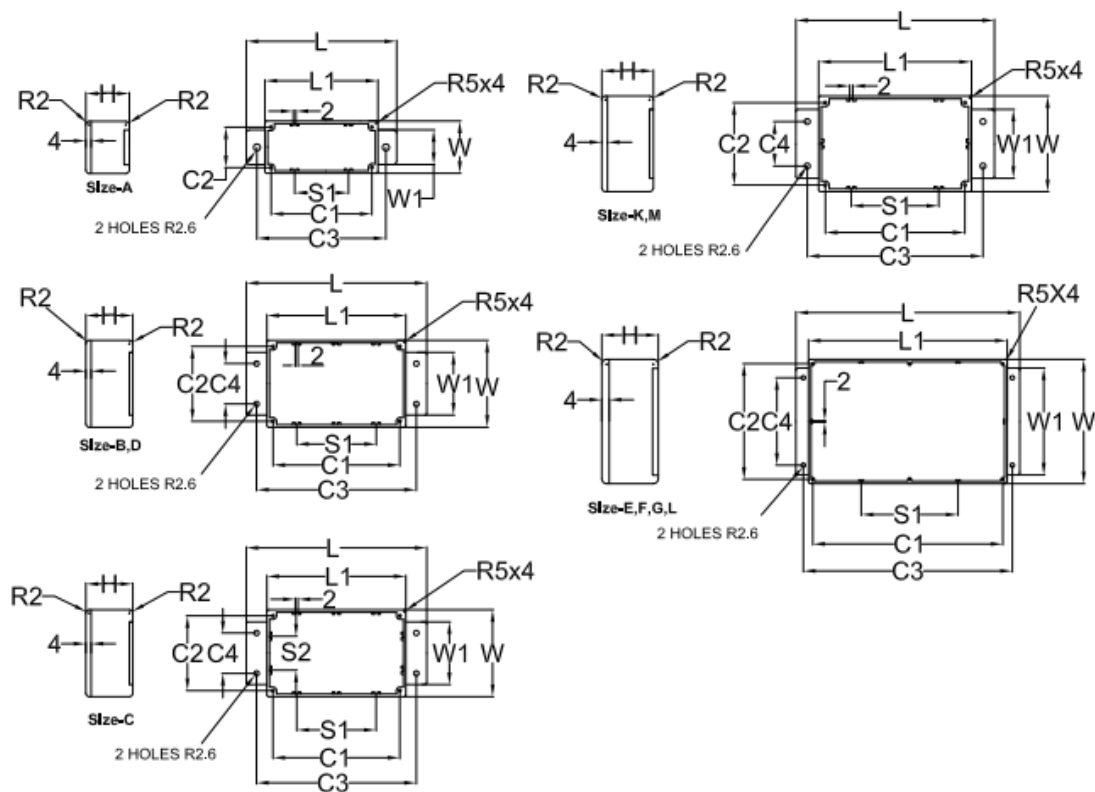 L
L1
H
R2
R2
R5x4
2
4
C2
W
W1
S1
C1
C3
SIze-A
2 HOLES R2.6
L
L1
H
R2
R2
R5x4
2
4
C2
C4
W1
W
S1
C1
C3
SIze-K,M
2 HOLES R2.6
L
L1
H
R2
R2
R5x4
2
4
C2
C4
W1
W
S1
C1
C3
SIze-B,D
2 HOLES R2.6
L
L1
H
R2
R2
R5X4
2
4
C2
C4
W1
W
S1
C1
C3
SIze-E,F,G,L
2 HOLES R2.6
L
L1
H
R2
R2
R5x4
2
4
C2
C4
S2
W1
W
S1
C1
C3
SIze-C
2 HOLES R2.6